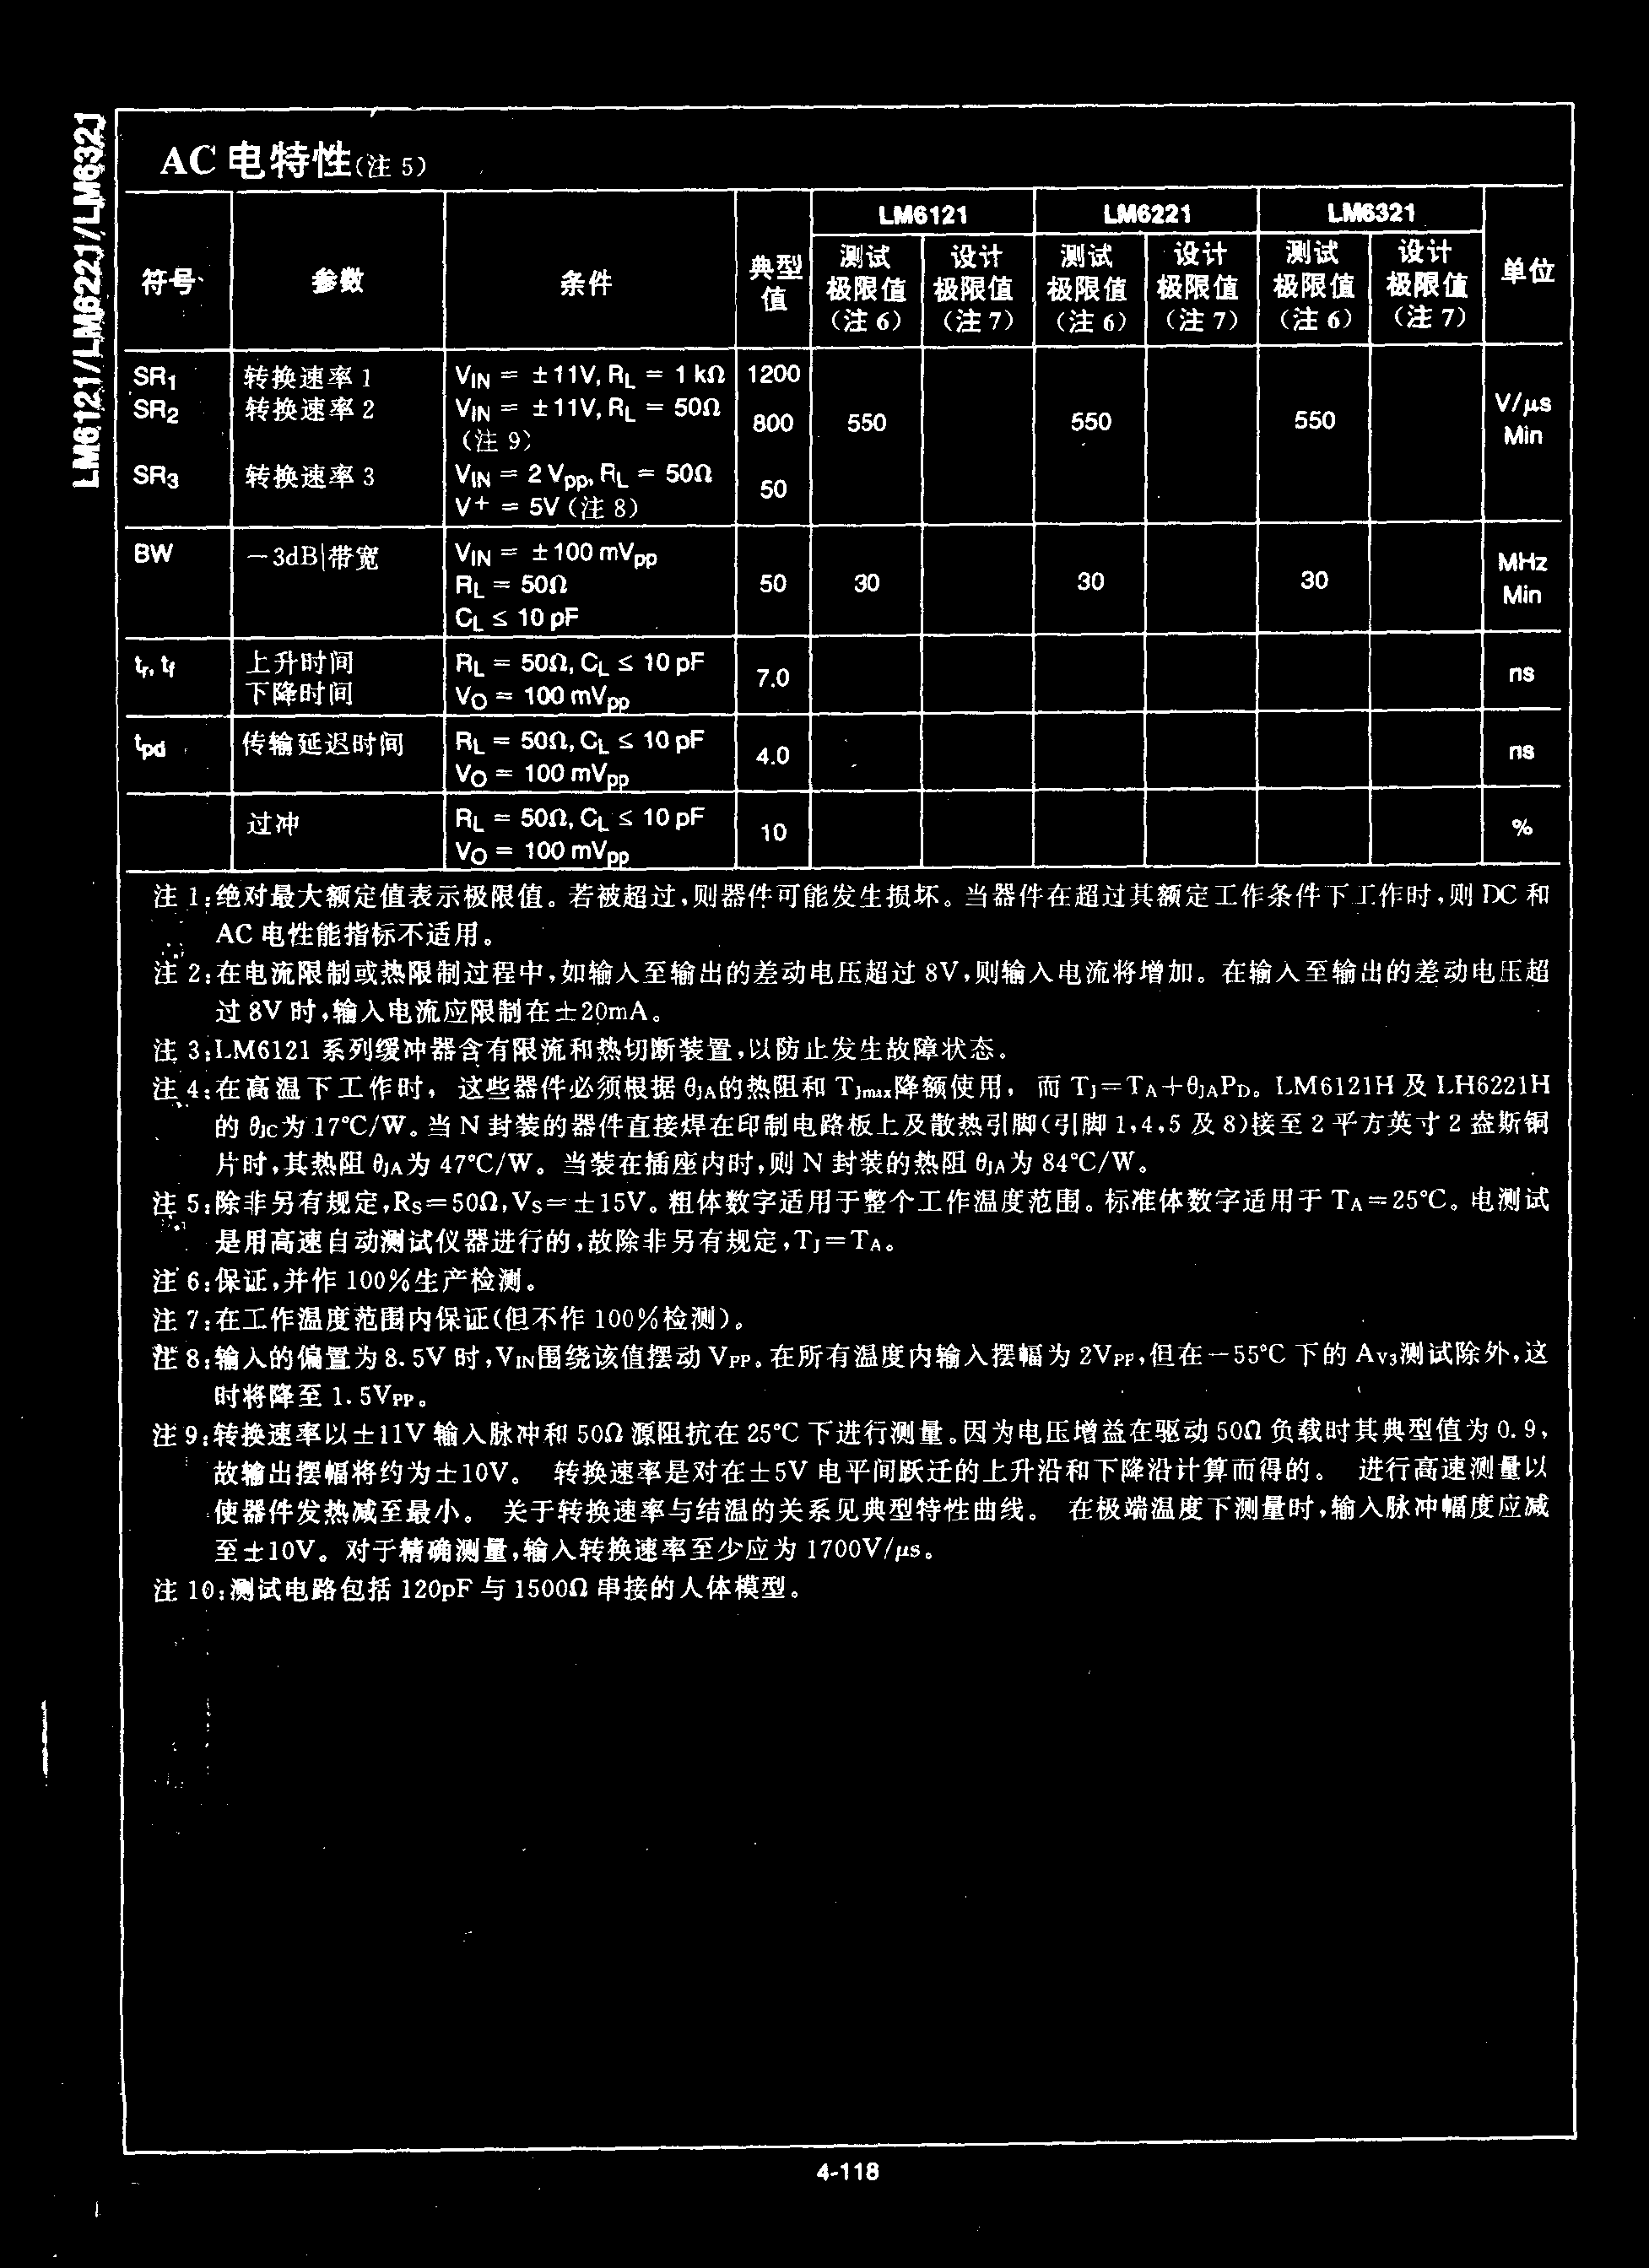 LM6121/LM6221/LM6321
AC 电特性(注 5)
符号 参数 条件 典型值 LM6121 LM6221 LM6321 单位
测试极限值(注 6) 设计极限值(注 7) 测试极限值(注 6) 设计极限值(注 7) 测试极限值(注 6) 设计极限值(注 7)
SR1 转换速率 1 VIN = ±11V, RL = 1 kΩ 1200
SR2 转换速率 2 VIN = ±11V, RL = 50Ω (注 9) 800 550 550 550 V/μs Min
SR3 转换速率 3 VIN = 2 Vpp, RL = 50Ω
V+ = 5V (注 8) 50
BW －3dB|带宽 VIN = ±100 mVpp
RL = 50Ω 50 30 30 30 MHz Min
CL ≤ 10 pF
tr, tf 上升时间 RL = 50Ω, CL ≤ 10 pF 7.0 ns
下降时间 VO = 100 mVpp
tpd 传输延迟时间 RL = 50Ω, CL ≤ 10 pF 4.0 ns
VO = 100 mVpp
过冲 RL = 50Ω, CL ≤ 10 pF 10 %
VO = 100 mVpp
注 1:绝对最大额定值表示极限值。若被超过,则器件可能发生损坏。当器件在超过其额定工作条件下工作时,则 DC 和
AC 电性能指标不适用。
注 2:在电流限制或热限制过程中,如输入至输出的差动电压超过 8V,则输入电流将增加。在输入至输出的差动电压超
过 8V 时,输入电流应限制在±20mA。
注 3:LM6121 系列缓冲器含有限流和热切断装置,以防止发生故障状态。
注 4:在高温下工作时, 这些器件必须根据 θJA的热阻和 TJmax降额使用, 而 TJ=TA+θJAPD。LM6121H 及 LH6221H
的 θJC为 17℃/W。当 N 封装的器件直接焊在印制电路板上及散热引脚(引脚 1,4,5 及 8)接至 2 平方英寸 2 盎斯铜
片时,其热阻 θJA为 47℃/W。当装在插座内时,则 N 封装的热阻 θJA为 84℃/W。
注 5:除非另有规定,RS=50Ω,VS=±15V。粗体数字适用于整个工作温度范围。标准体数字适用于 TA=25℃。电测试
是用高速自动测试仪器进行的,故除非另有规定,TJ=TA。
注 6:保证,并作 100%生产检测。
注 7:在工作温度范围内保证(但不作 100%检测)。
注 8:输入的偏置为 8.5V 时,VIN围绕该值摆动 VPP。在所有温度内输入摆幅为 2VPP,但在－55℃ 下的 AV3测试除外,这
时将降至 1.5VPP。
注 9:转换速率以±11V 输入脉冲和 50Ω 源阻抗在 25℃ 下进行测量。因为电压增益在驱动 50Ω 负载时其典型值为 0.9,
故输出摆幅将约为±10V。 转换速率是对在±5V 电平间跃迁的上升沿和下降沿计算而得的。 进行高速测量以
使器件发热减至最小。 关于转换速率与结温的关系见典型特性曲线。 在极端温度下测量时,输入脉冲幅度应减
至±10V。对于精确测量,输入转换速率至少应为 1700V/μs。
注 10:测试电路包括 120pF 与 1500Ω 串接的人体模型。
4-118